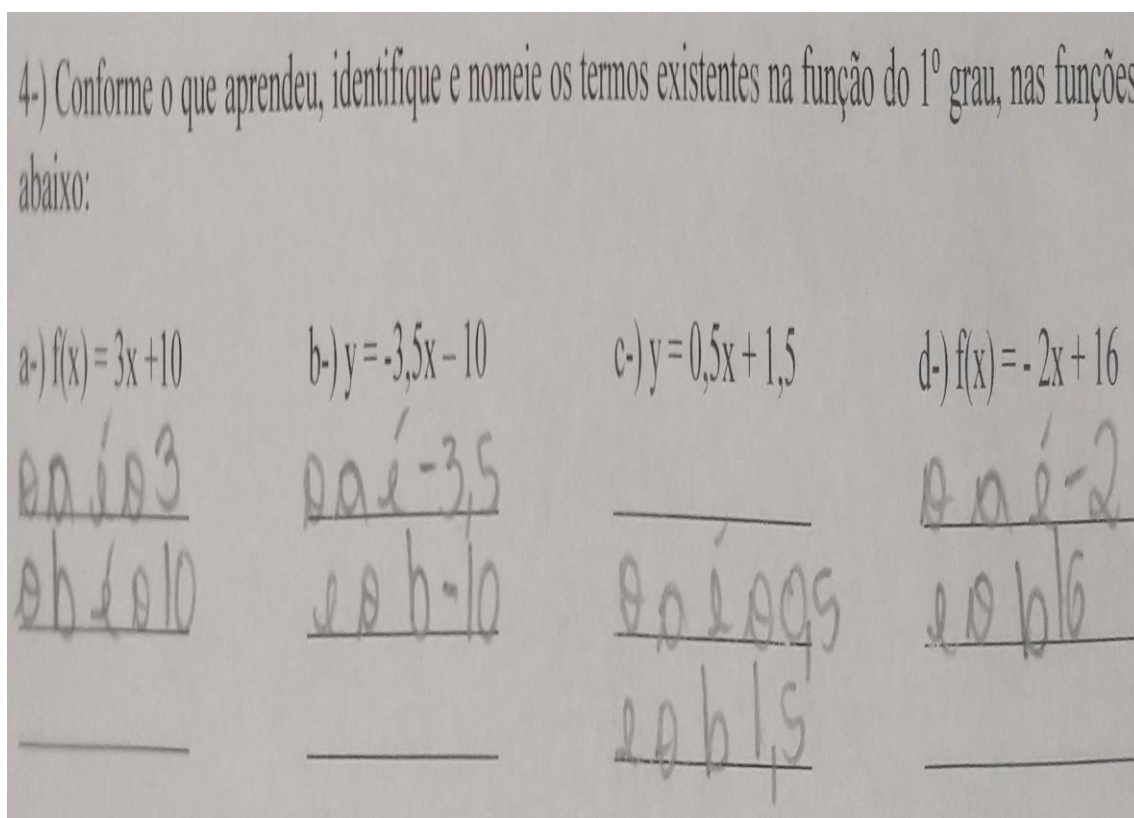 4-) Conforme o que aprendeu, identifique e nomeie os termos existentes na função do 1º grau, nas funções
abaixo:
a-) f(x) = 3x +10
b-) y = -3,5x – 10
c-) y = 0,5x + 1,5
d-) f(x) = - 2x + 16
o a é o 3
o b é o 10
o a é -3,5
e o b -10
o a é o 0,5
e o b 1,5
o a é -2
e o b 16